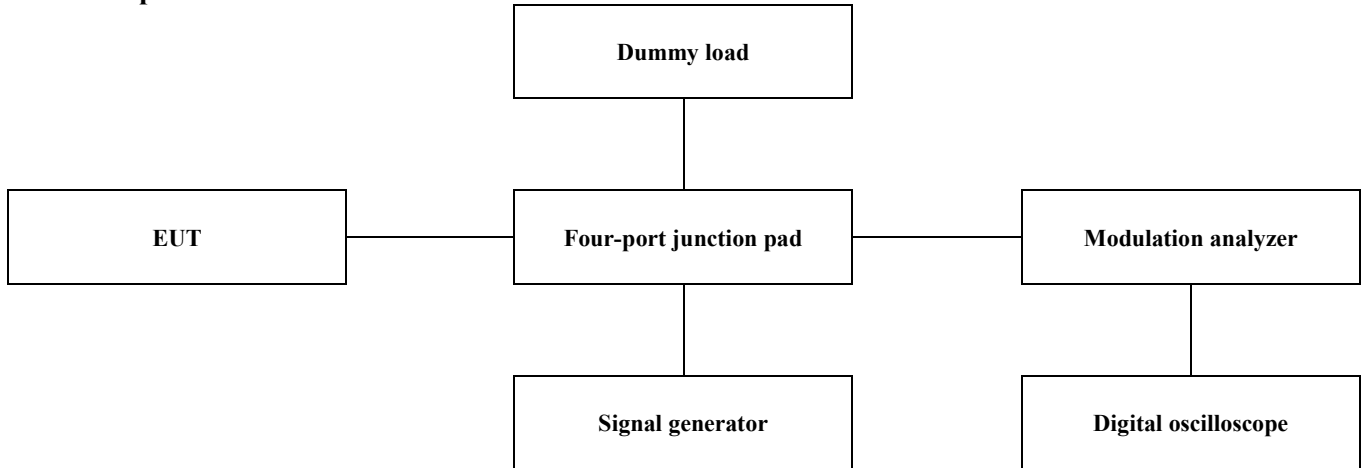 Dummy load
EUT
Four-port junction pad
Modulation analyzer
Signal generator
Digital oscilloscope